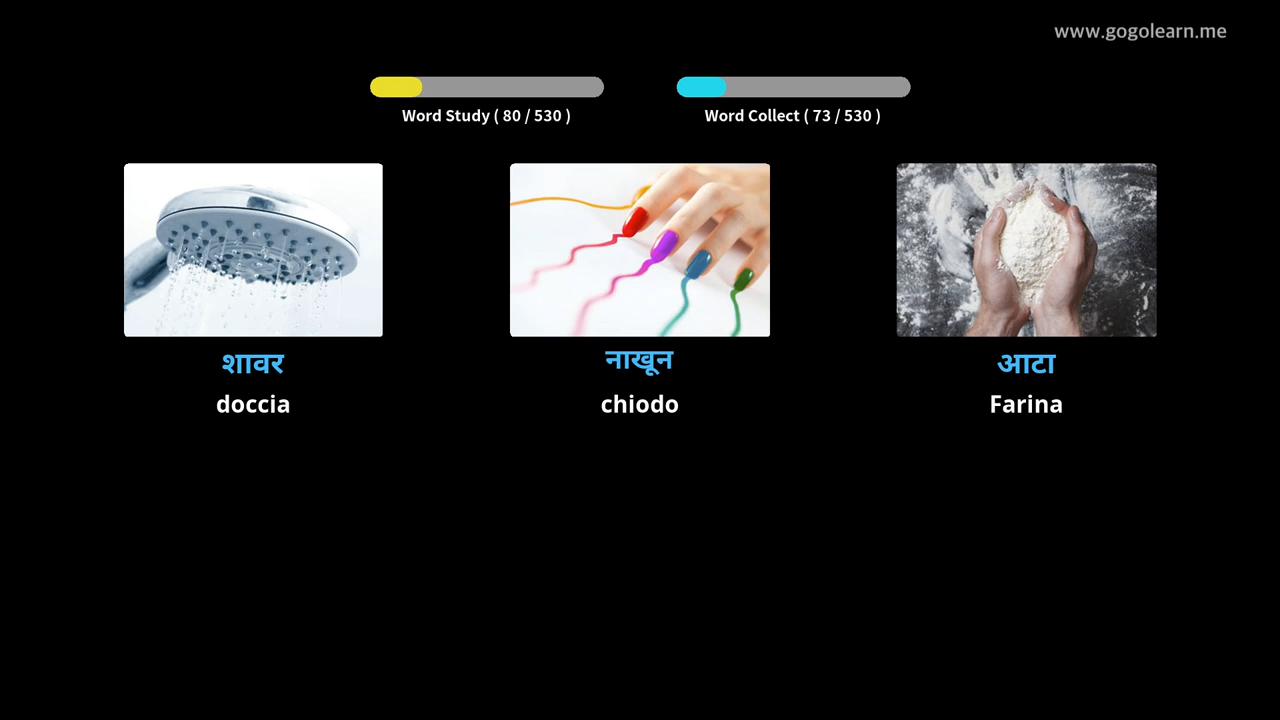 www.gogolearn.me
Word Study ( 80 / 530 )
Word Collect ( 73 / 530 )
शावर
नाखून
आटा
doccia
chiodo
Farina